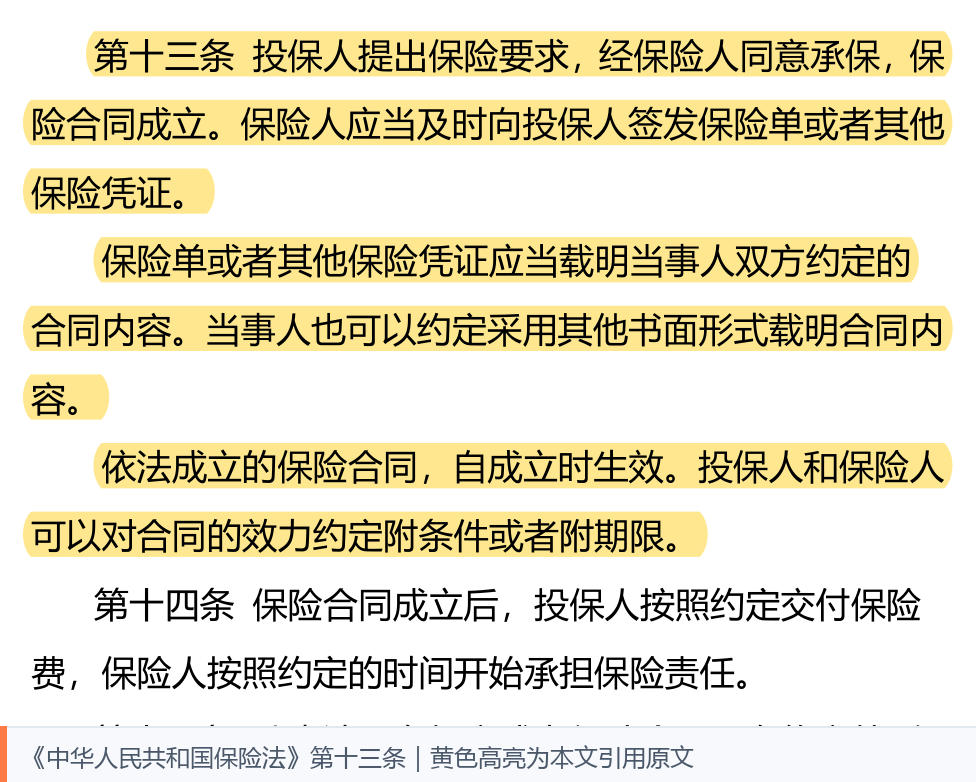 第十三条 投保人提出保险要求，经保险人同意承保，保
险合同成立。保险人应当及时向投保人签发保险单或者其他
保险凭证。
保险单或者其他保险凭证应当载明当事人双方约定的
合同内容。当事人也可以约定采用其他书面形式载明合同内
容。
依法成立的保险合同，自成立时生效。投保人和保险人
可以对合同的效力约定附条件或者附期限。
第十四条 保险合同成立后，投保人按照约定交付保险
费，保险人按照约定的时间开始承担保险责任。
《中华人民共和国保险法》第十三条｜黄色高亮为本文引用原文